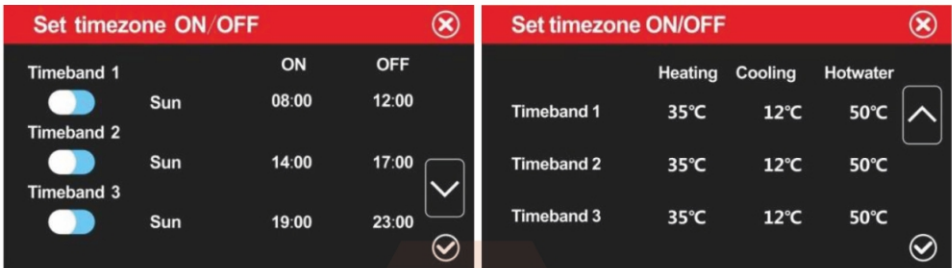 Set timezone ON/OFF
ON OFF
Timeband 1
Sun 08:00 12:00
Timeband 2
Sun 14:00 17:00
Timeband 3
Sun 19:00 23:00
Set timezone ON/OFF
Heating Cooling Hotwater
Timeband 1 35℃ 12℃ 50℃
Timeband 2 35℃ 12℃ 50℃
Timeband 3 35℃ 12℃ 50℃